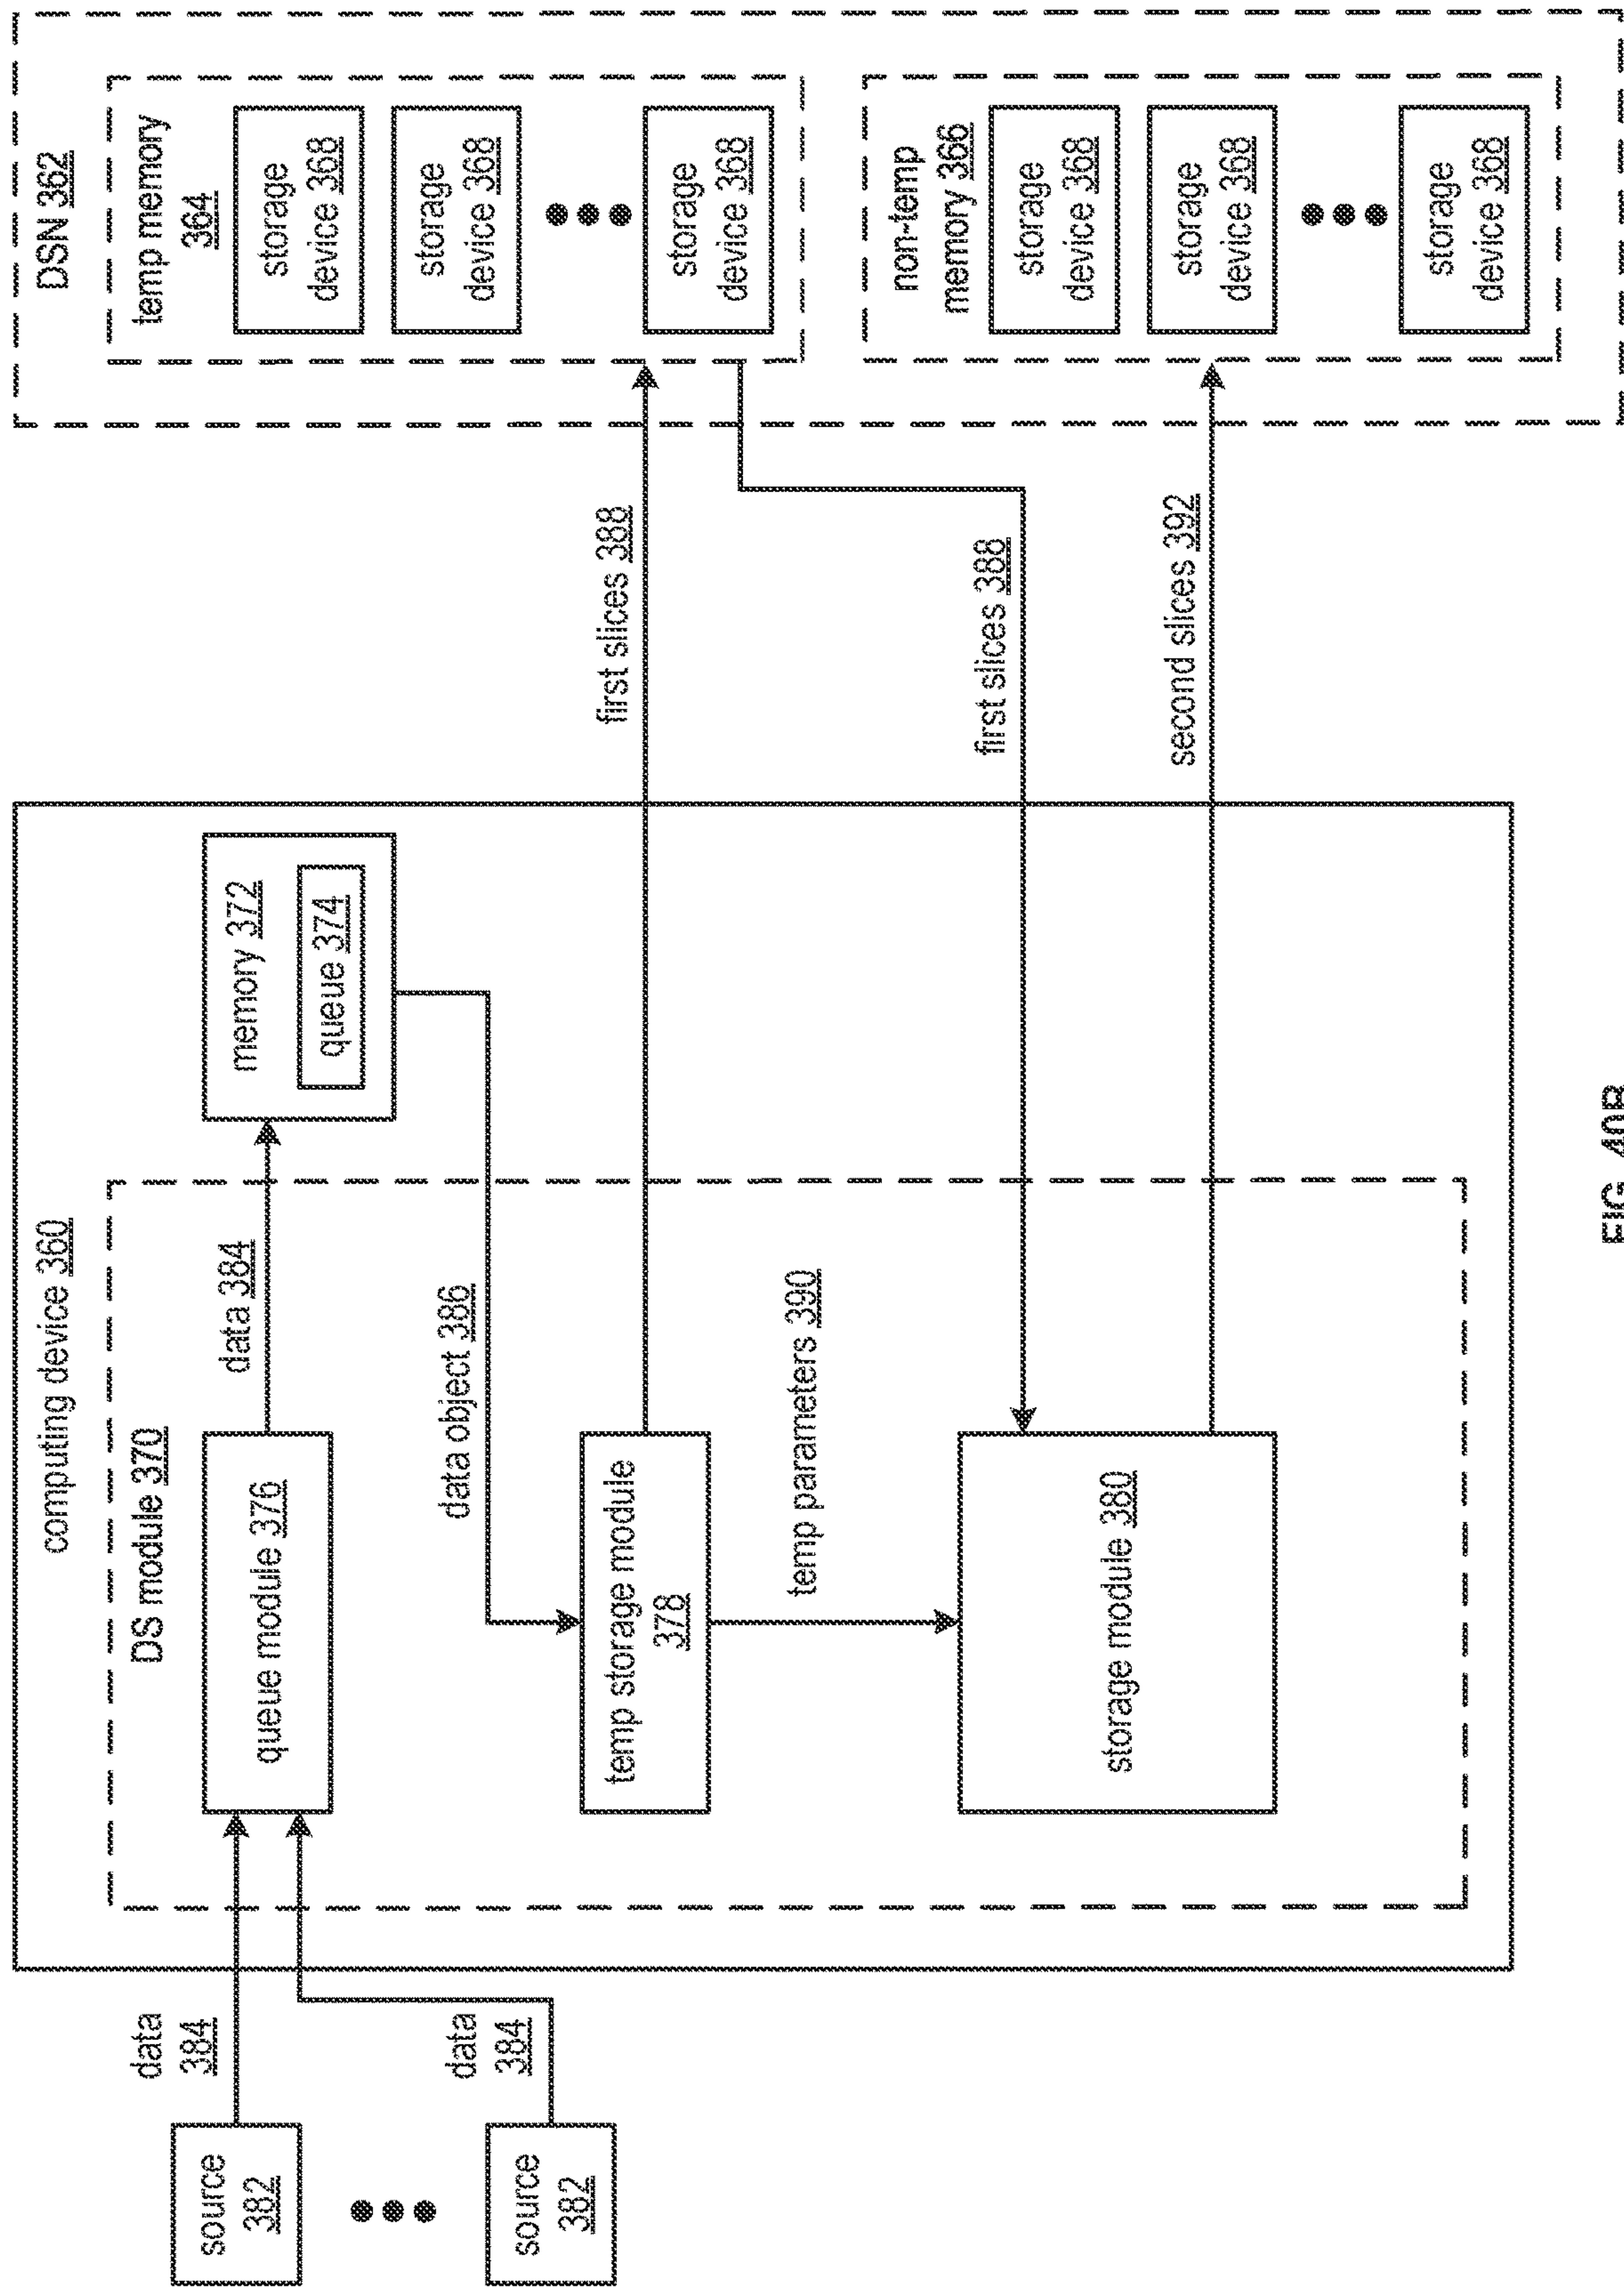 computing device 360
DSN 362
DS module 370
temp memory
364
source
382
data
384
queue module 376
data 384
memory 372
queue 374
storage
device 368
storage
device 368
storage
device 368
source
382
data
384
data object 386
temp storage module
378
first slices 388
temp parameters 390
non-temp
memory 366
storage module 380
first slices 388
second slices 392
storage
device 368
storage
device 368
storage
device 368
FIG. 40B